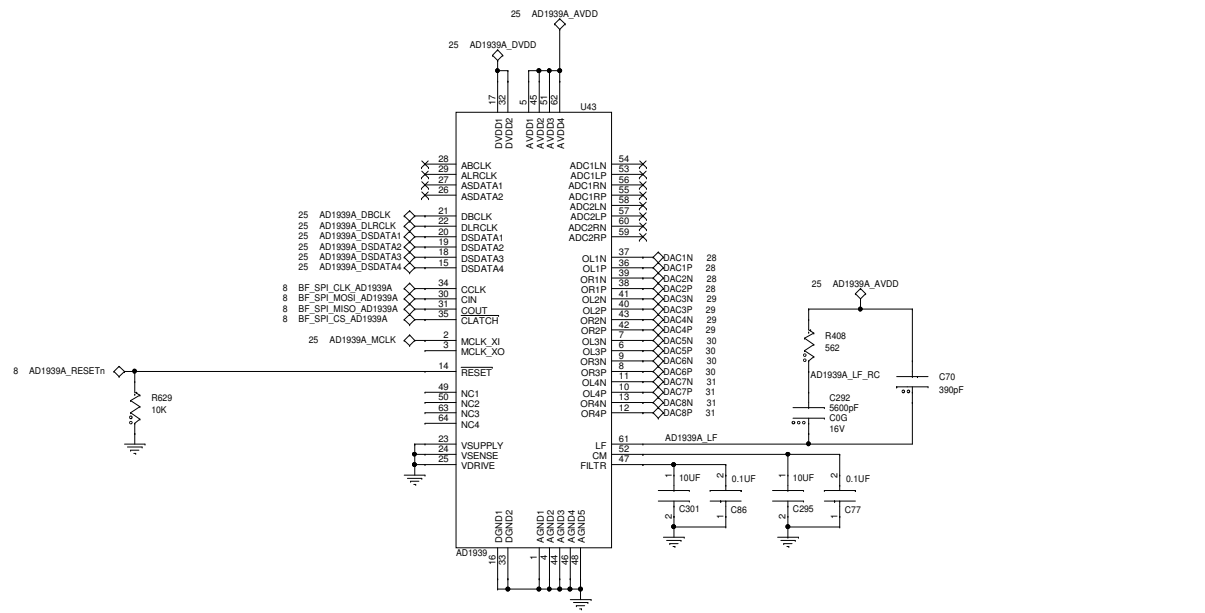 25 AD1939A_AVDD
25 AD1939A_DVDD
U43
17 32 5 45 51 62
DVDD1 DVDD2 AVDD1 AVDD2 AVDD3 AVDD4
28 ABCLK
29 ALRCLK
27 ASDATA1
26 ASDATA2
25 AD1939A_DBCLK 21 DBCLK
25 AD1939A_DLRCLK 22 DLRCLK
25 AD1939A_DSDATA1 20 DSDATA1
25 AD1939A_DSDATA2 19 DSDATA2
25 AD1939A_DSDATA3 18 DSDATA3
25 AD1939A_DSDATA4 15 DSDATA4
8 BF_SPI_CLK_AD1939A 34 CCLK
8 BF_SPI_MOSI_AD1939A 30 CIN
8 BF_SPI_MISO_AD1939A 31 COUT
8 BF_SPI_CS_AD1939A 35 CLATCH
25 AD1939A_MCLK 2 MCLK_XI
3 MCLK_XO
8 AD1939A_RESETn 14 RESET
R629
10K
49 NC1
50 NC2
63 NC3
64 NC4
23 VSUPPLY
24 VSENSE
25 VDRIVE
ADC1LN 54
ADC1LP 53
ADC1RN 56
ADC1RP 55
ADC2LN 58
ADC2LP 57
ADC2RN 60
ADC2RP 59
OL1N 37 DAC1N 28
OL1P 36 DAC1P 28
OR1N 39 DAC2N 28
OR1P 38 DAC2P 28
OL2N 41 DAC3N 29
OL2P 40 DAC3P 29
OR2N 43 DAC4N 29
OR2P 42 DAC4P 29
OL3N 7 DAC5N 30
OL3P 6 DAC5P 30
OR3N 9 DAC6N 30
OR3P 8 DAC6P 30
OL4N 11 DAC7N 31
OL4P 10 DAC7P 31
OR4N 13 DAC8N 31
OR4P 12 DAC8P 31
LF 61 AD1939A_LF
CM 52
FILTR 47
25 AD1939A_AVDD
R408
562
AD1939A_LF_RC
C70
390pF
C292
5600pF
C0G
16V
1 10UF 2 0.1UF 1 10UF 2 0.1UF
2 C301 1 C86 2 C295 1 C77
DGND1 DGND2 AGND1 AGND2 AGND3 AGND4 AGND5
AD1939
16 33 1 4 44 46 48